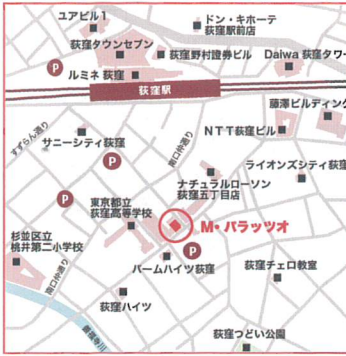 ユアビル1
ドン・キホーテ
荻窪駅前店
荻窪タウンセブン
荻窪野村證券ビル
Daiwa 荻窪タワー
P
ルミネ 荻窪
荻窪駅
藤澤ビルディング
すずらん通り
サニーシティ荻窪
南口仲通り
NTT荻窪ビル
P
ライオンズシティ荻窪
ナチュラルローソン
荻窪五丁目店
P
東京都立
荻窪高等学校
M・パラッツオ
杉並区立
桃井第二小学校
P
南口仲通り
バームハイツ荻窪
荻窪チェロ教室
荻窪ハイツ
善福寺川
荻窪つどい公園